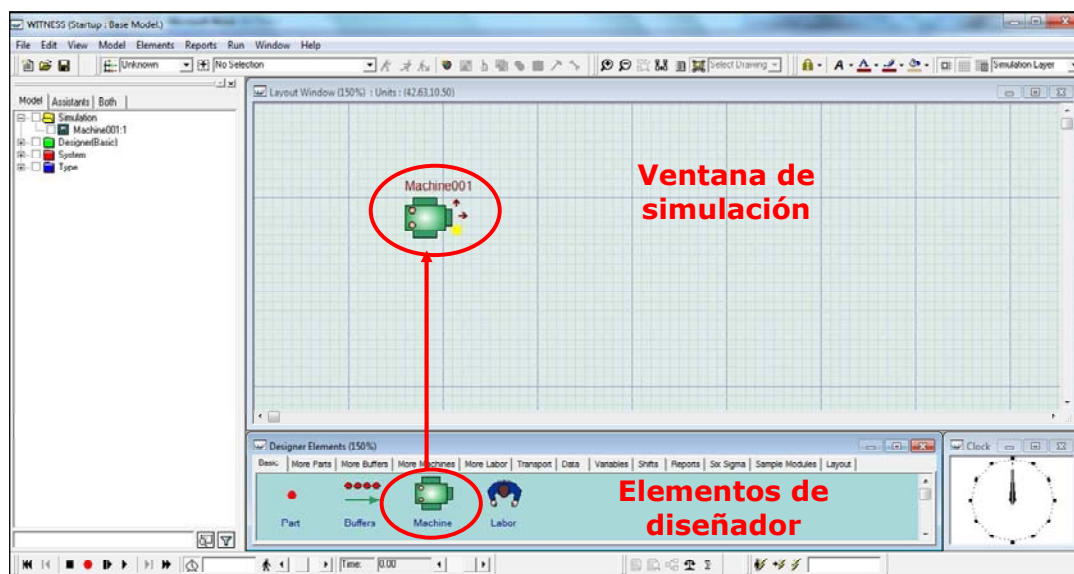 WITNESS (Startup : Base Model.)
File Edit View Model Elements Reports Run Window Help
Unknown No Selection Select Drawing A Simulation Layer
Model Assistants Both
Simulation
Machine001:1
Designer(Basic)
System
Type
Layout Window (150%) : Units : (42.63,10.50)
Machine001
Ventana de
simulación
Designer Elements (150%)
Basic More Parts More Buffers More Machines More Labor Transport Data Variables Shifts Reports Six Sigma Sample Modules Layout
Part Buffers Machine Labor
Elementos de
diseñador
Clock
Time: 0.00